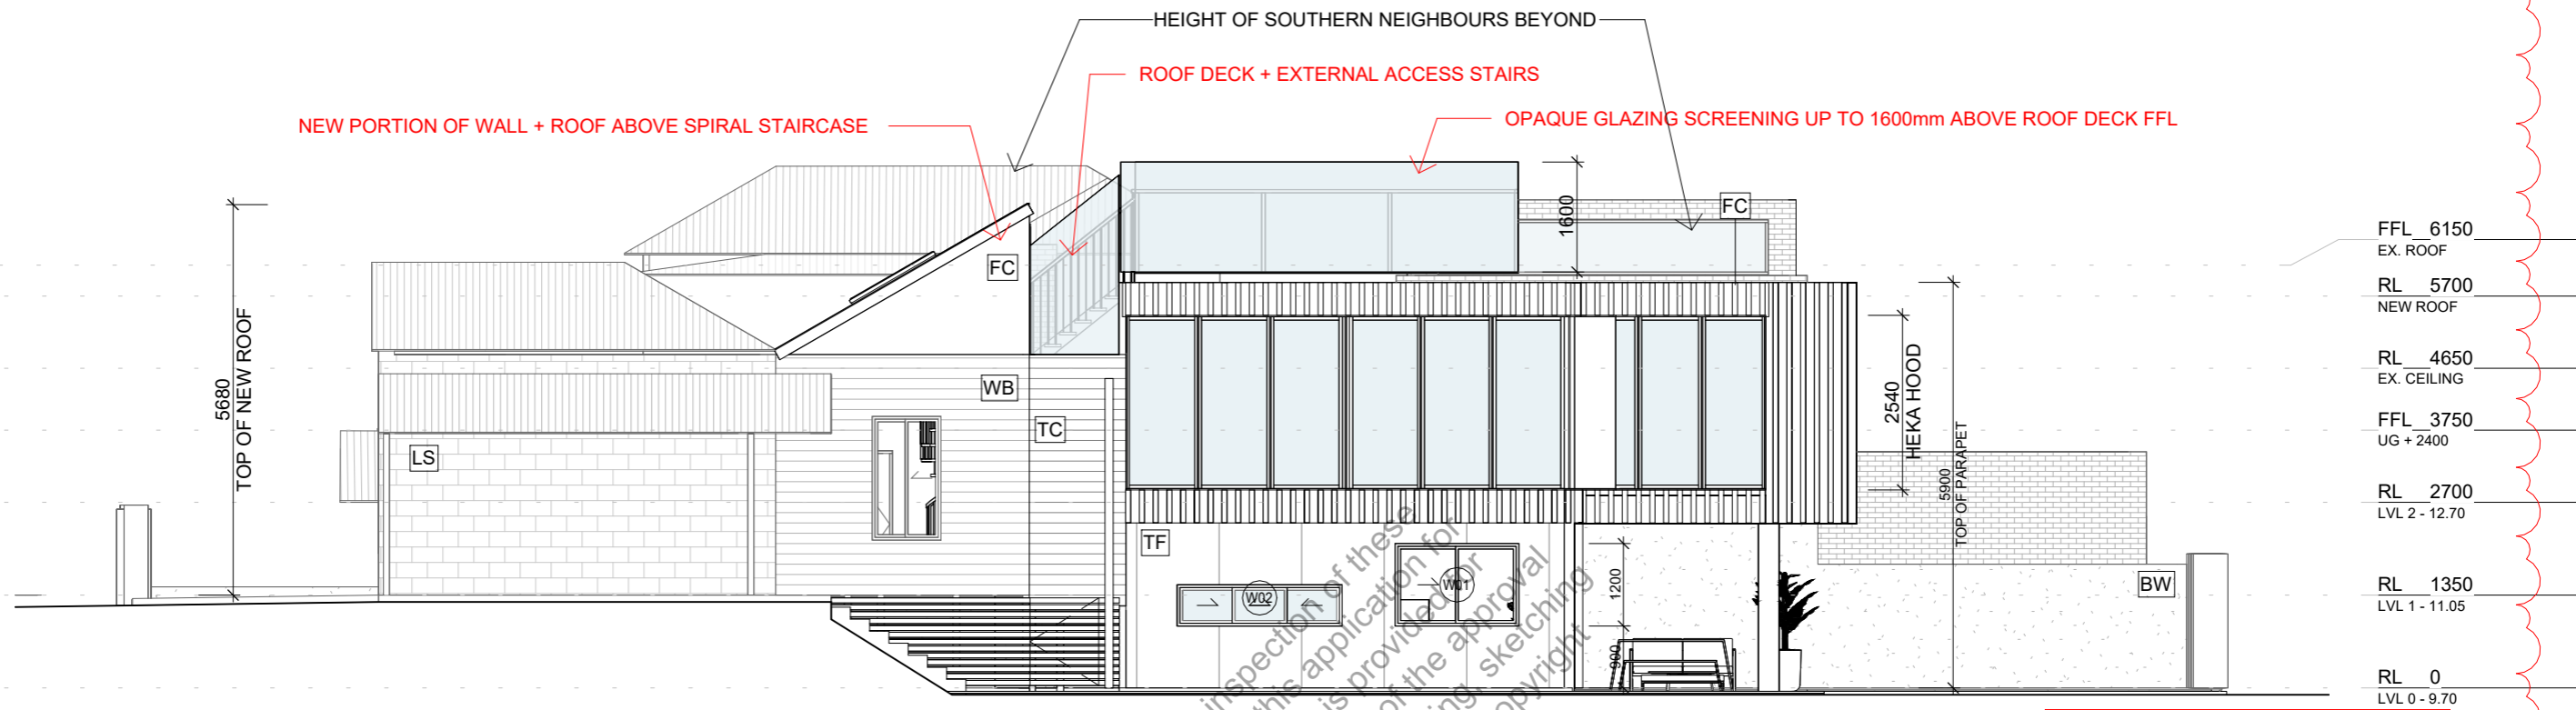 HEIGHT OF SOUTHERN NEIGHBOURS BEYOND
ROOF DECK + EXTERNAL ACCESS STAIRS
NEW PORTION OF WALL + ROOF ABOVE SPIRAL STAIRCASE
OPAQUE GLAZING SCREENING UP TO 1600mm ABOVE ROOF DECK FFL
1600
FC
FC
5680
TOP OF NEW ROOF
WB
TC
LS
2540
HEKA HOOD
5900
TOP OF PARAPET
TF
W02
W01
1200
900
BW
FFL 6150
EX. ROOF
RL 5700
NEW ROOF
RL 4650
EX. CEILING
FFL 3750
UG + 2400
RL 2700
LVL 2 - 12.70
RL 1350
LVL 1 - 11.05
RL 0
LVL 0 - 9.70
inspection of these
this application for
is provided for
of the approval
sketching